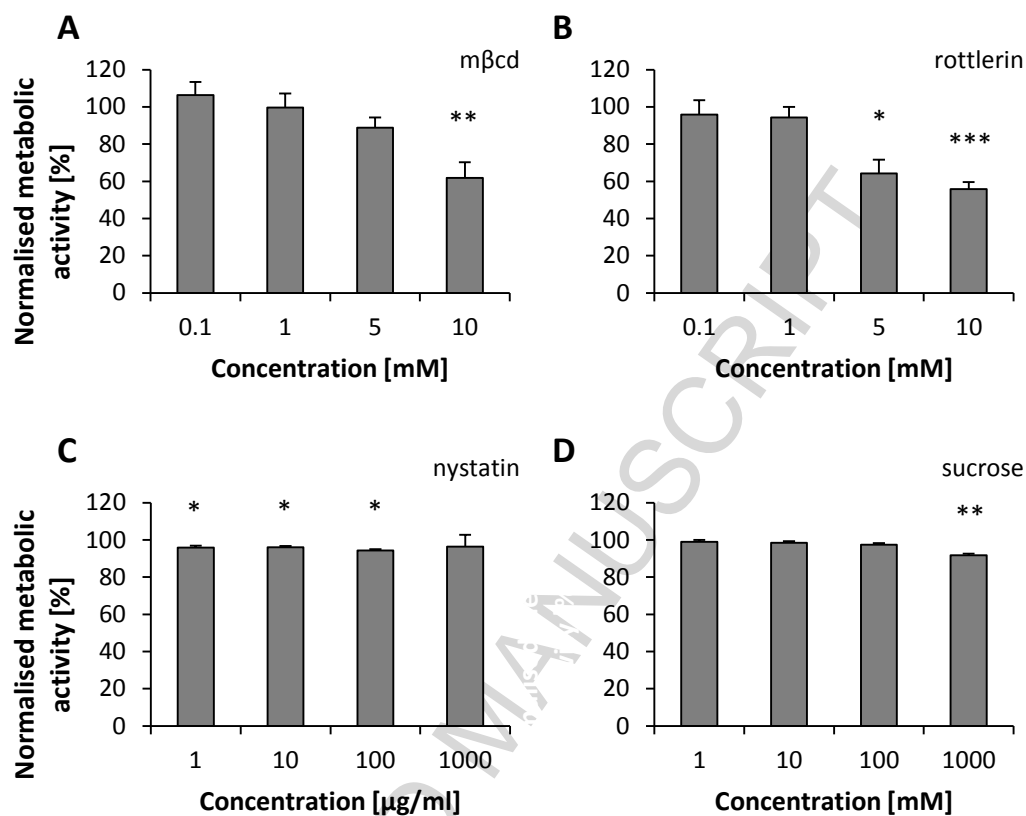 A
mβcd
Normalised metabolic
activity [%]
120
100
80
60
40
20
0
**
0.1 1 5 10
Concentration [mM]
B
rottlerin
120
100
80
60
40
20
0
*
***
0.1 1 5 10
Concentration [mM]
C
nystatin
Normalised metabolic
activity [%]
120
100
80
60
40
20
0
* * *
1 10 100 1000
Concentration [µg/ml]
D
sucrose
120
100
80
60
40
20
0
**
1 10 100 1000
Concentration [mM]
MANUSCRIPT